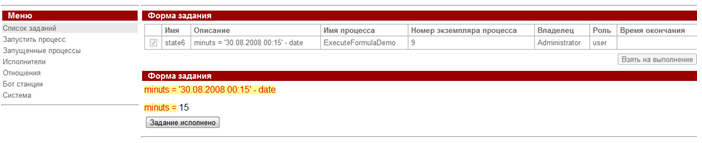 Меню
Список заданий
Запустить процесс
Запущенные процессы
Исполнители
Отношения
Бот станции
Система
Форма задания
Имя Описание Имя процесса Номер экземпляра процесса Владелец Роль Время окончания
state6 minuts = '30.08.2008 00:15' - date ExecuteFormulaDemo 9 Administrator user
Взять на выполнение
Форма задания
minuts = '30.08.2008 00:15' - date
minuts = 15
Задание исполнено